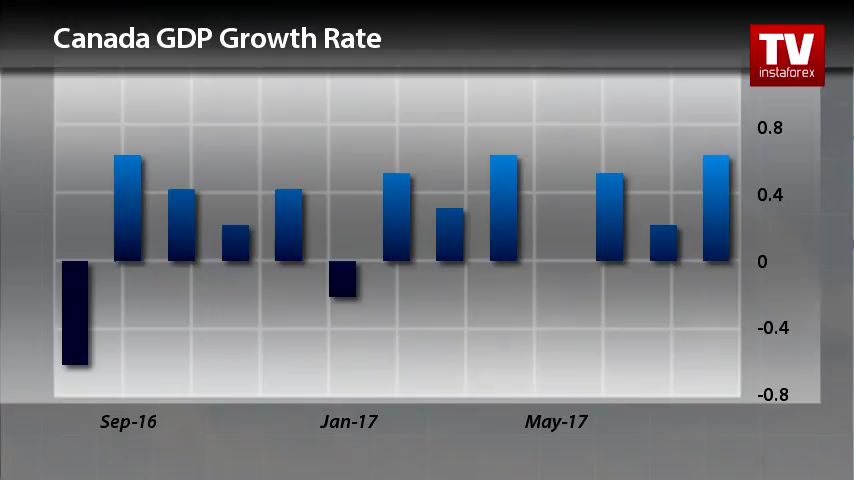 Canada GDP Growth Rate
TV
instaforex
0.8
0.4
0
-0.4
-0.8
Sep-16
Jan-17
May-17